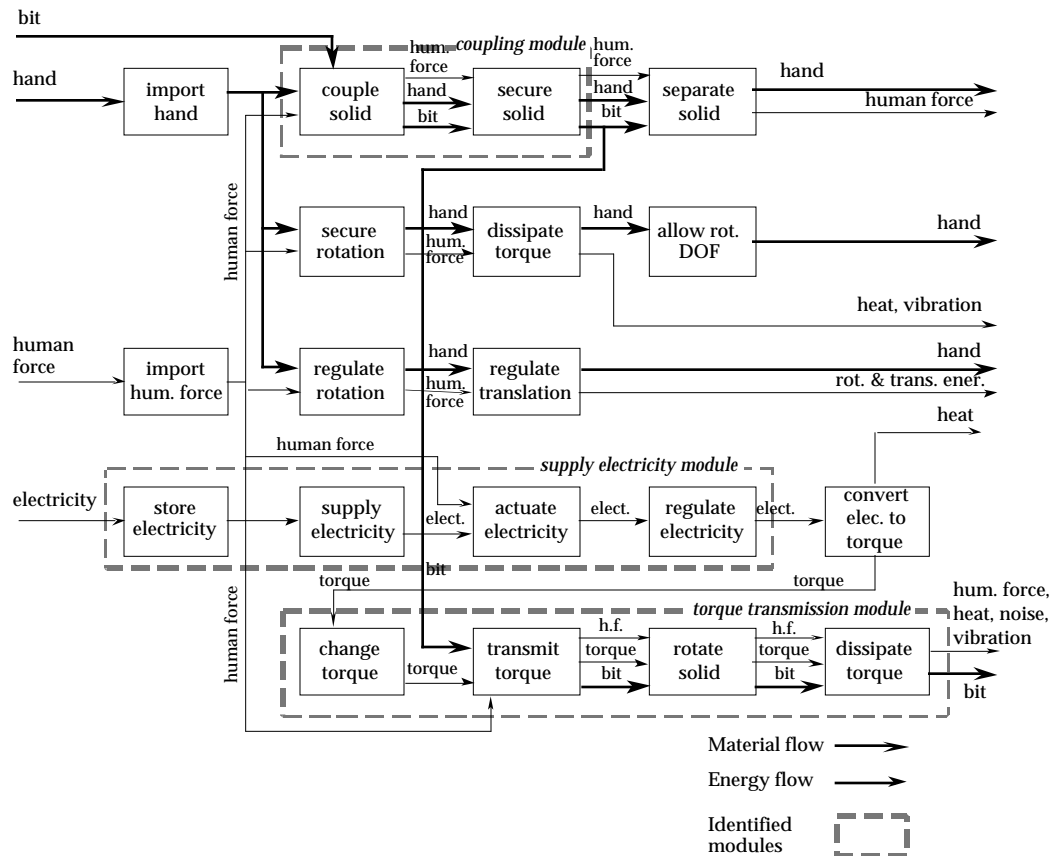 bit
coupling module
hum.
force
hum.
force
hand
import
hand
couple
solid
hand
bit
secure
solid
hand
bit
separate
solid
hand
human force
human force
secure
rotation
hand
hum.
force
dissipate
torque
hand
allow rot.
DOF
hand
heat, vibration
human
force
import
hum. force
regulate
rotation
hand
hum.
force
regulate
translation
hand
rot. & trans. ener.
heat
human force
supply electricity module
electricity
store
electricity
supply
electricity
elect.
actuate
electricity
elect.
regulate
electricity
elect.
convert
elec. to
torque
bit
torque
torque
human force
torque transmission module
hum. force,
heat, noise,
vibration
change
torque
torque
transmit
torque
h.f.
torque
bit
rotate
solid
h.f.
torque
bit
dissipate
torque
bit
Material flow
Energy flow
Identified
modules